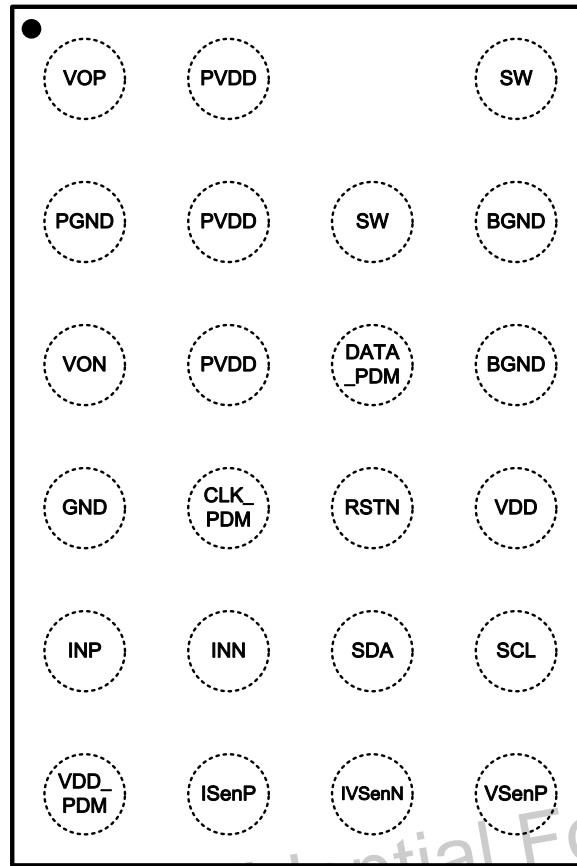 VOP PVDD SW
PGND PVDD SW BGND
VON PVDD DATA
_PDM BGND
GND CLK_
PDM RSTN VDD
INP INN SDA SCL
VDD_
PDM ISenP IVSenN VSenP